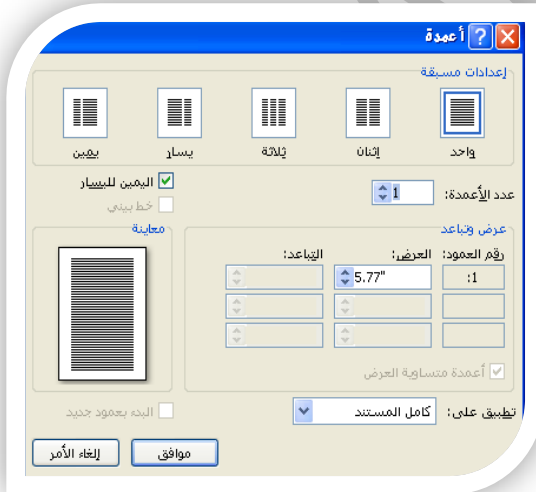 أعمدة
إعدادات مسبقة
واحد إثنان ثلاثة يسار يمين
عدد الأعمدة: 1 اليمين لليسار
خط بيني
عرض وتباعد معاينة
رقم العمود: العرض: التباعد:
1: 5.77"
أعمدة متساوية العرض
تطبيق على: كامل المستند البدء بعمود جديد
موافق إلغاء الأمر